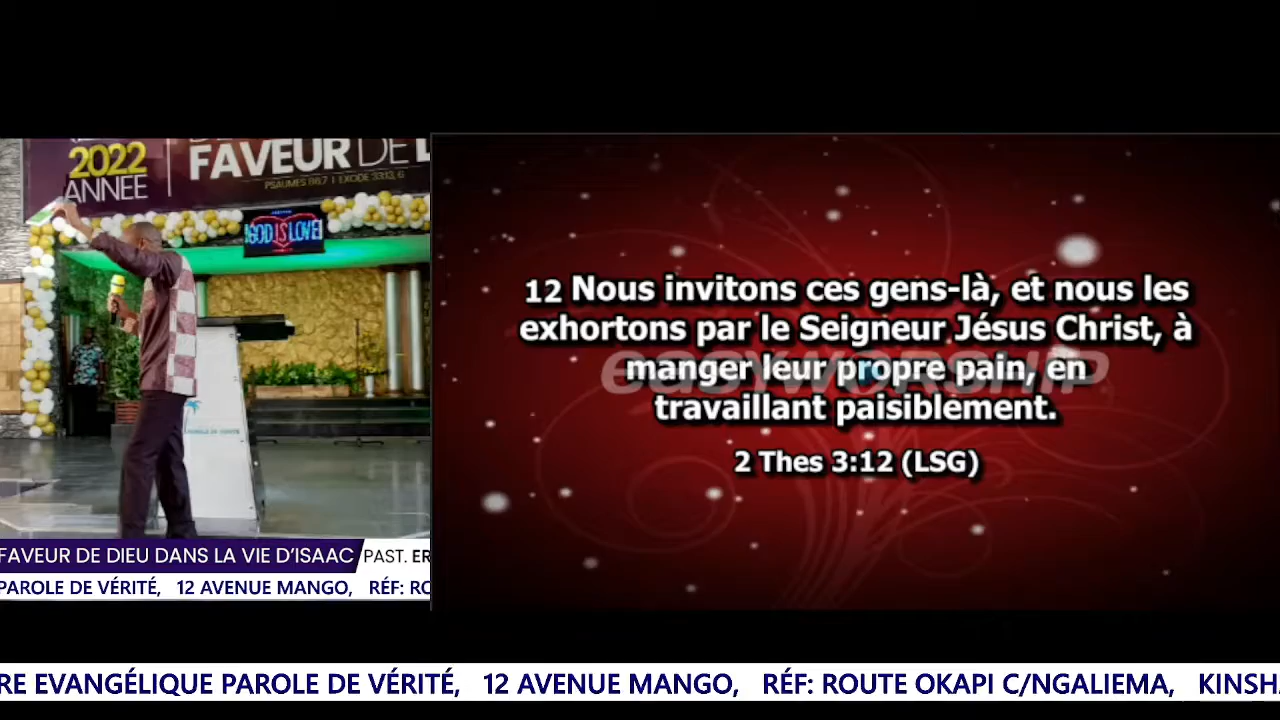 2022
ANNEE
FAVEUR DE
PSAUMES 86:7 | EXODE 33:13, 6
GOD IS LOVE!
FAVEUR DE DIEU DANS LA VIE D'ISAAC PAST. ER
PAROLE DE VÉRITÉ, 12 AVENUE MANGO, RÉF: RO
12 Nous invitons ces gens-là, et nous les
exhortons par le Seigneur Jésus Christ, à
manger leur propre pain, en
travaillant paisiblement.
easyworship
2 Thes 3:12 (LSG)
RE EVANGÉLIQUE PAROLE DE VÉRITÉ, 12 AVENUE MANGO, RÉF: ROUTE OKAPI C/NGALIEMA, KINSHA